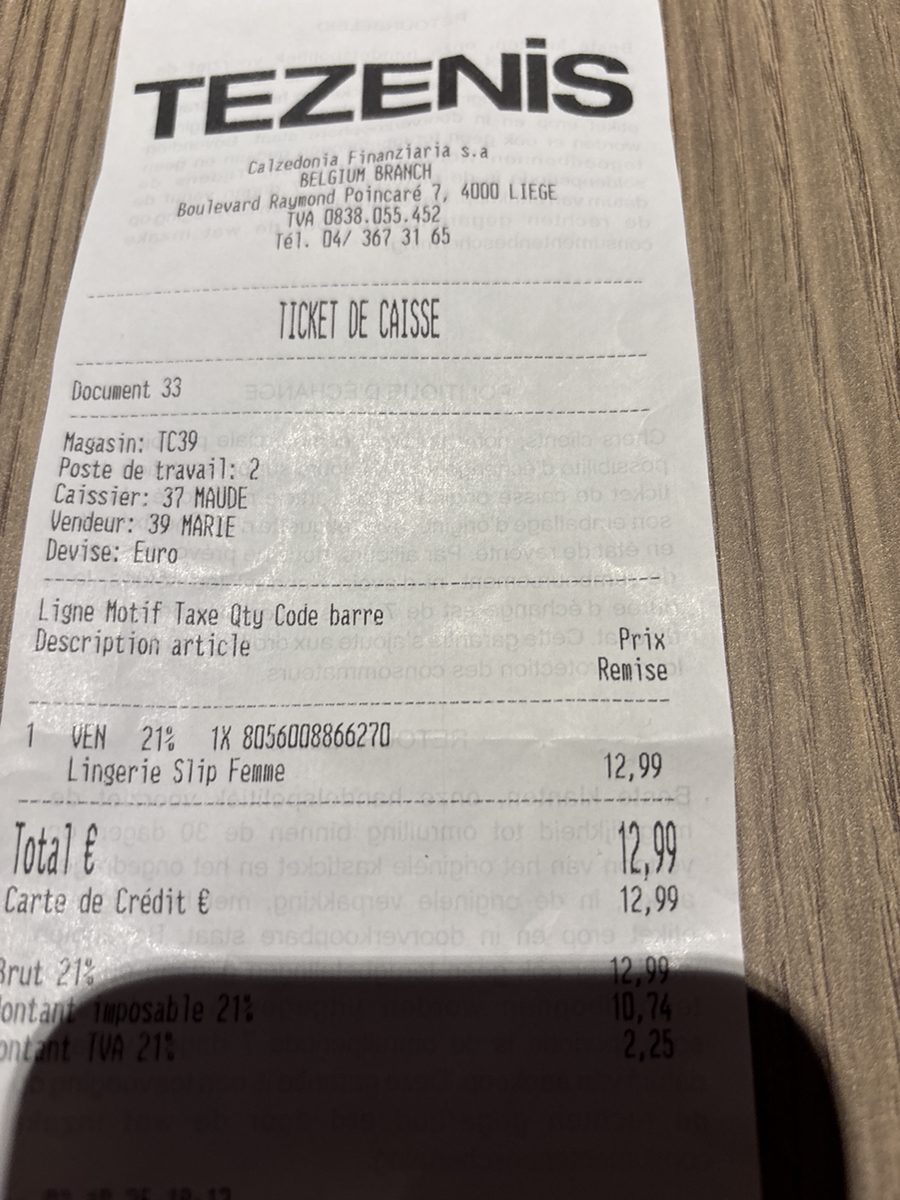 TEZENİS
Calzedonia Finanziaria s.a
BELGIUM BRANCH
Boulevard Raymond Poincaré 7, 4000 LIEGE
TVA 0838.055.452
Tél. 04/ 367 31 65
TICKET DE CAISSE
Document 33
Magasin: TC39
Poste de travail: 2
Caissier: 37 MAUDE
Vendeur: 39 MARIE
Devise: Euro
Ligne Motif Taxe Qty Code barre
Description article Prix
Remise
1 VEN 21% 1X 8056008866270
Lingerie Slip Femme 12,99
Total € 12,99
Carte de Crédit € 12,99
Brut 21% 12,99
ontant imposable 21% 10,74
ontant TVA 21% 2,25